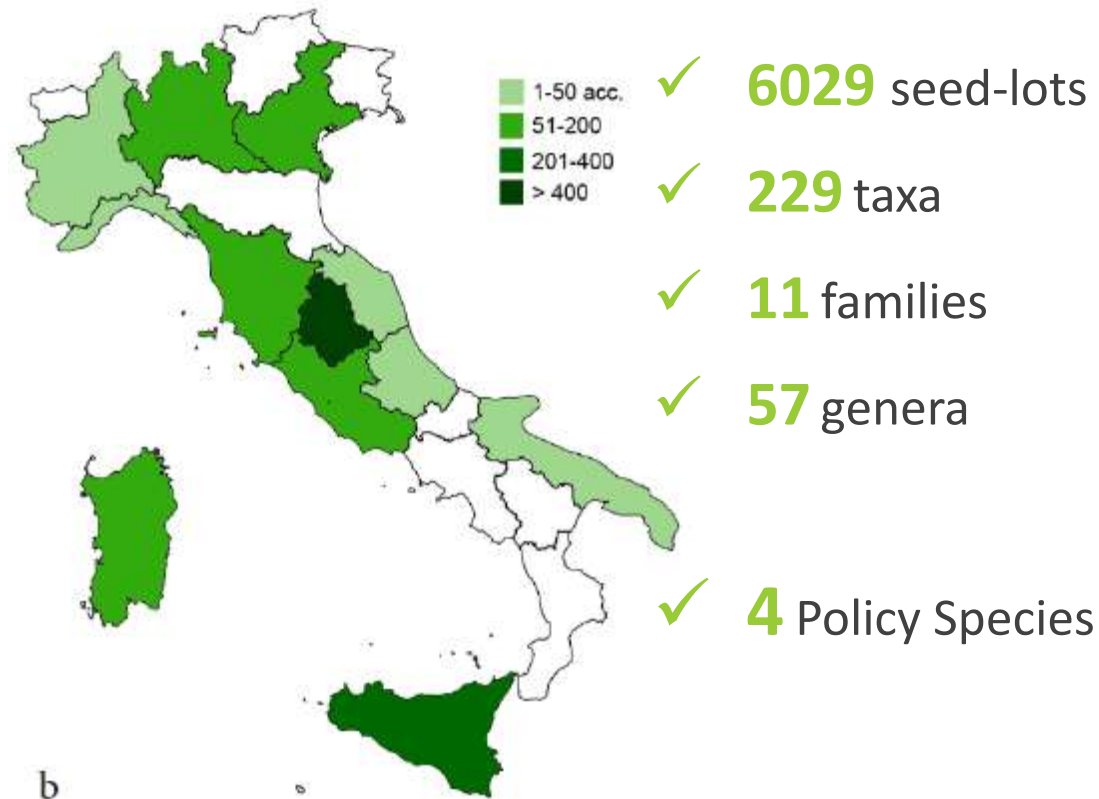 1-50 acc.
51-200
201-400
> 400
✓ 6029 seed-lots
✓ 229 taxa
✓ 11 families
✓ 57 genera
✓ 4 Policy Species
b